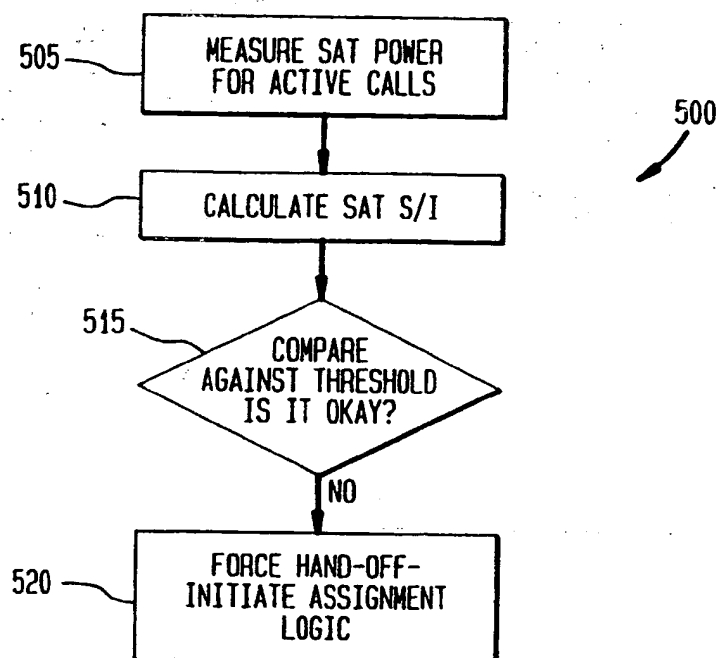 505
MEASURE SAT POWER
FOR ACTIVE CALLS
500
510
CALCULATE SAT S/I
515
COMPARE
AGAINST THRESHOLD
IS IT OKAY?
NO
520
FORCE HAND-OFF-
INITIATE ASSIGNMENT
LOGIC